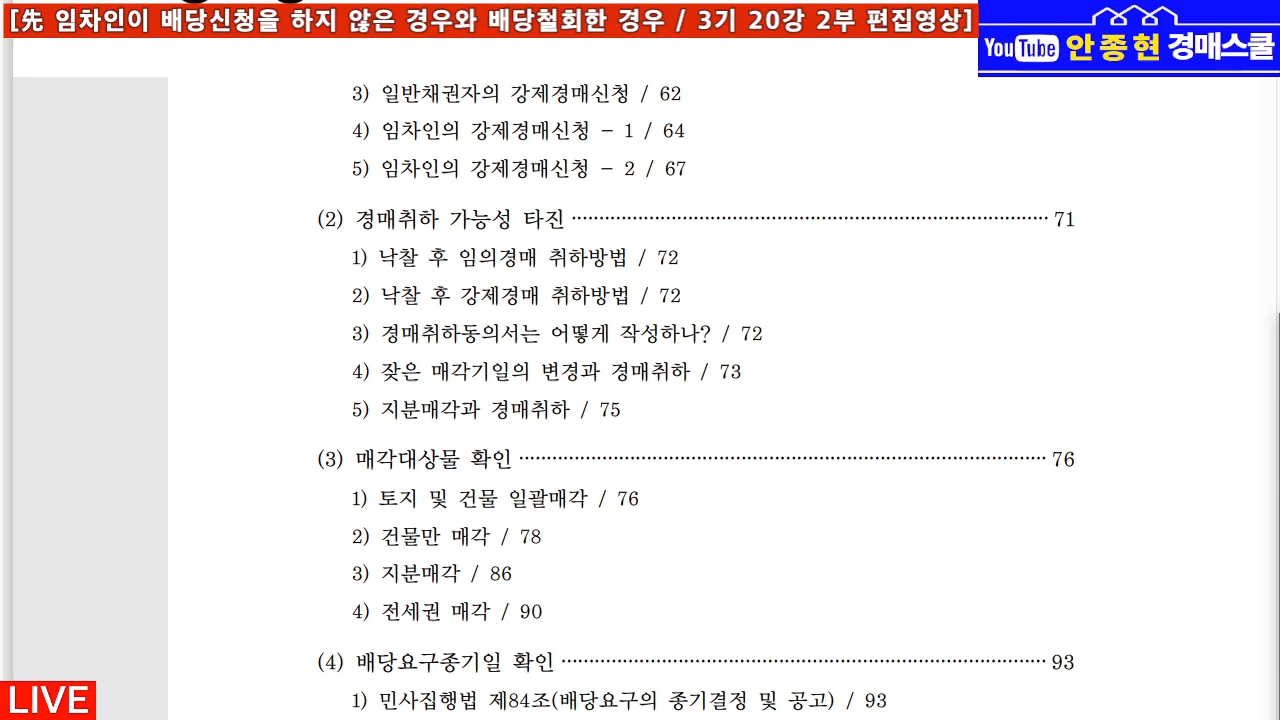 [先 임차인이 배당신청을 하지 않은 경우와 배당철회한 경우 / 3기 20강 2부 편집영상]
YouTube 안종현 경매스쿨
3) 일반채권자의 강제경매신청 / 62
4) 임차인의 강제경매신청 - 1 / 64
5) 임차인의 강제경매신청 - 2 / 67
(2) 경매취하 가능성 타진 ························································ 71
1) 낙찰 후 임의경매 취하방법 / 72
2) 낙찰 후 강제경매 취하방법 / 72
3) 경매취하동의서는 어떻게 작성하나? / 72
4) 잦은 매각기일의 변경과 경매취하 / 73
5) 지분매각과 경매취하 / 75
(3) 매각대상물 확인 ······························································ 76
1) 토지 및 건물 일괄매각 / 76
2) 건물만 매각 / 78
3) 지분매각 / 86
4) 전세권 매각 / 90
(4) 배당요구종기일 확인 ························································· 93
1) 민사집행법 제84조(배당요구의 종기결정 및 공고) / 93
LIVE